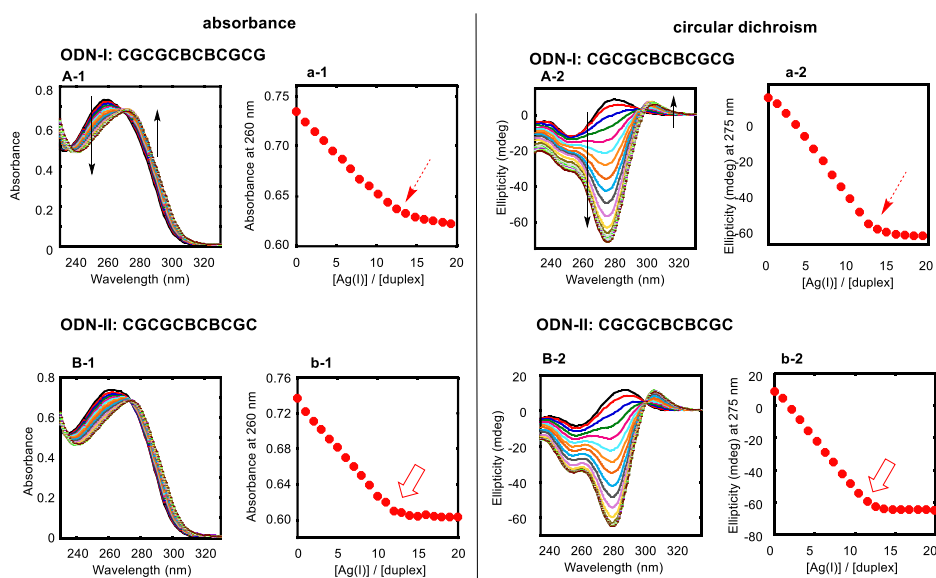 absorbance
ODN-I: CGCGCBCBCGCG
A-1
Absorbance
0.8
0.6
0.4
0.2
0
240 260 280 300 320
Wavelength (nm)
a-1
Absorbance at 260 nm
0.75
0.70
0.65
0.60
0 5 10 15 20
[Ag(I)] / [duplex]
circular dichroism
ODN-I: CGCGCBCBCGCG
A-2
Ellipticity (mdeg)
0
-20
-40
-60
240 260 280 300 320
Wavelength (nm)
a-2
Ellipticity (mdeg) at 275 nm
0
-20
-40
-60
0 5 10 15 20
[Ag(I)] / [duplex]
ODN-II: CGCGCBCBCGC
B-1
Absorbance
0.8
0.6
0.4
0.2
0
240 260 280 300 320
Wavelength (nm)
b-1
Absorbance at 260 nm
0.76
0.72
0.68
0.64
0.60
0 5 10 15 20
[Ag(I)] / [duplex]
ODN-II: CGCGCBCBCGC
B-2
Ellipticity (mdeg)
20
0
-20
-40
-60
240 260 280 300 320
Wavelength (nm)
b-2
Ellipticity (mdeg) at 275 nm
20
0
-20
-40
-60
-80
0 5 10 15 20
[Ag(I)] / [duplex]